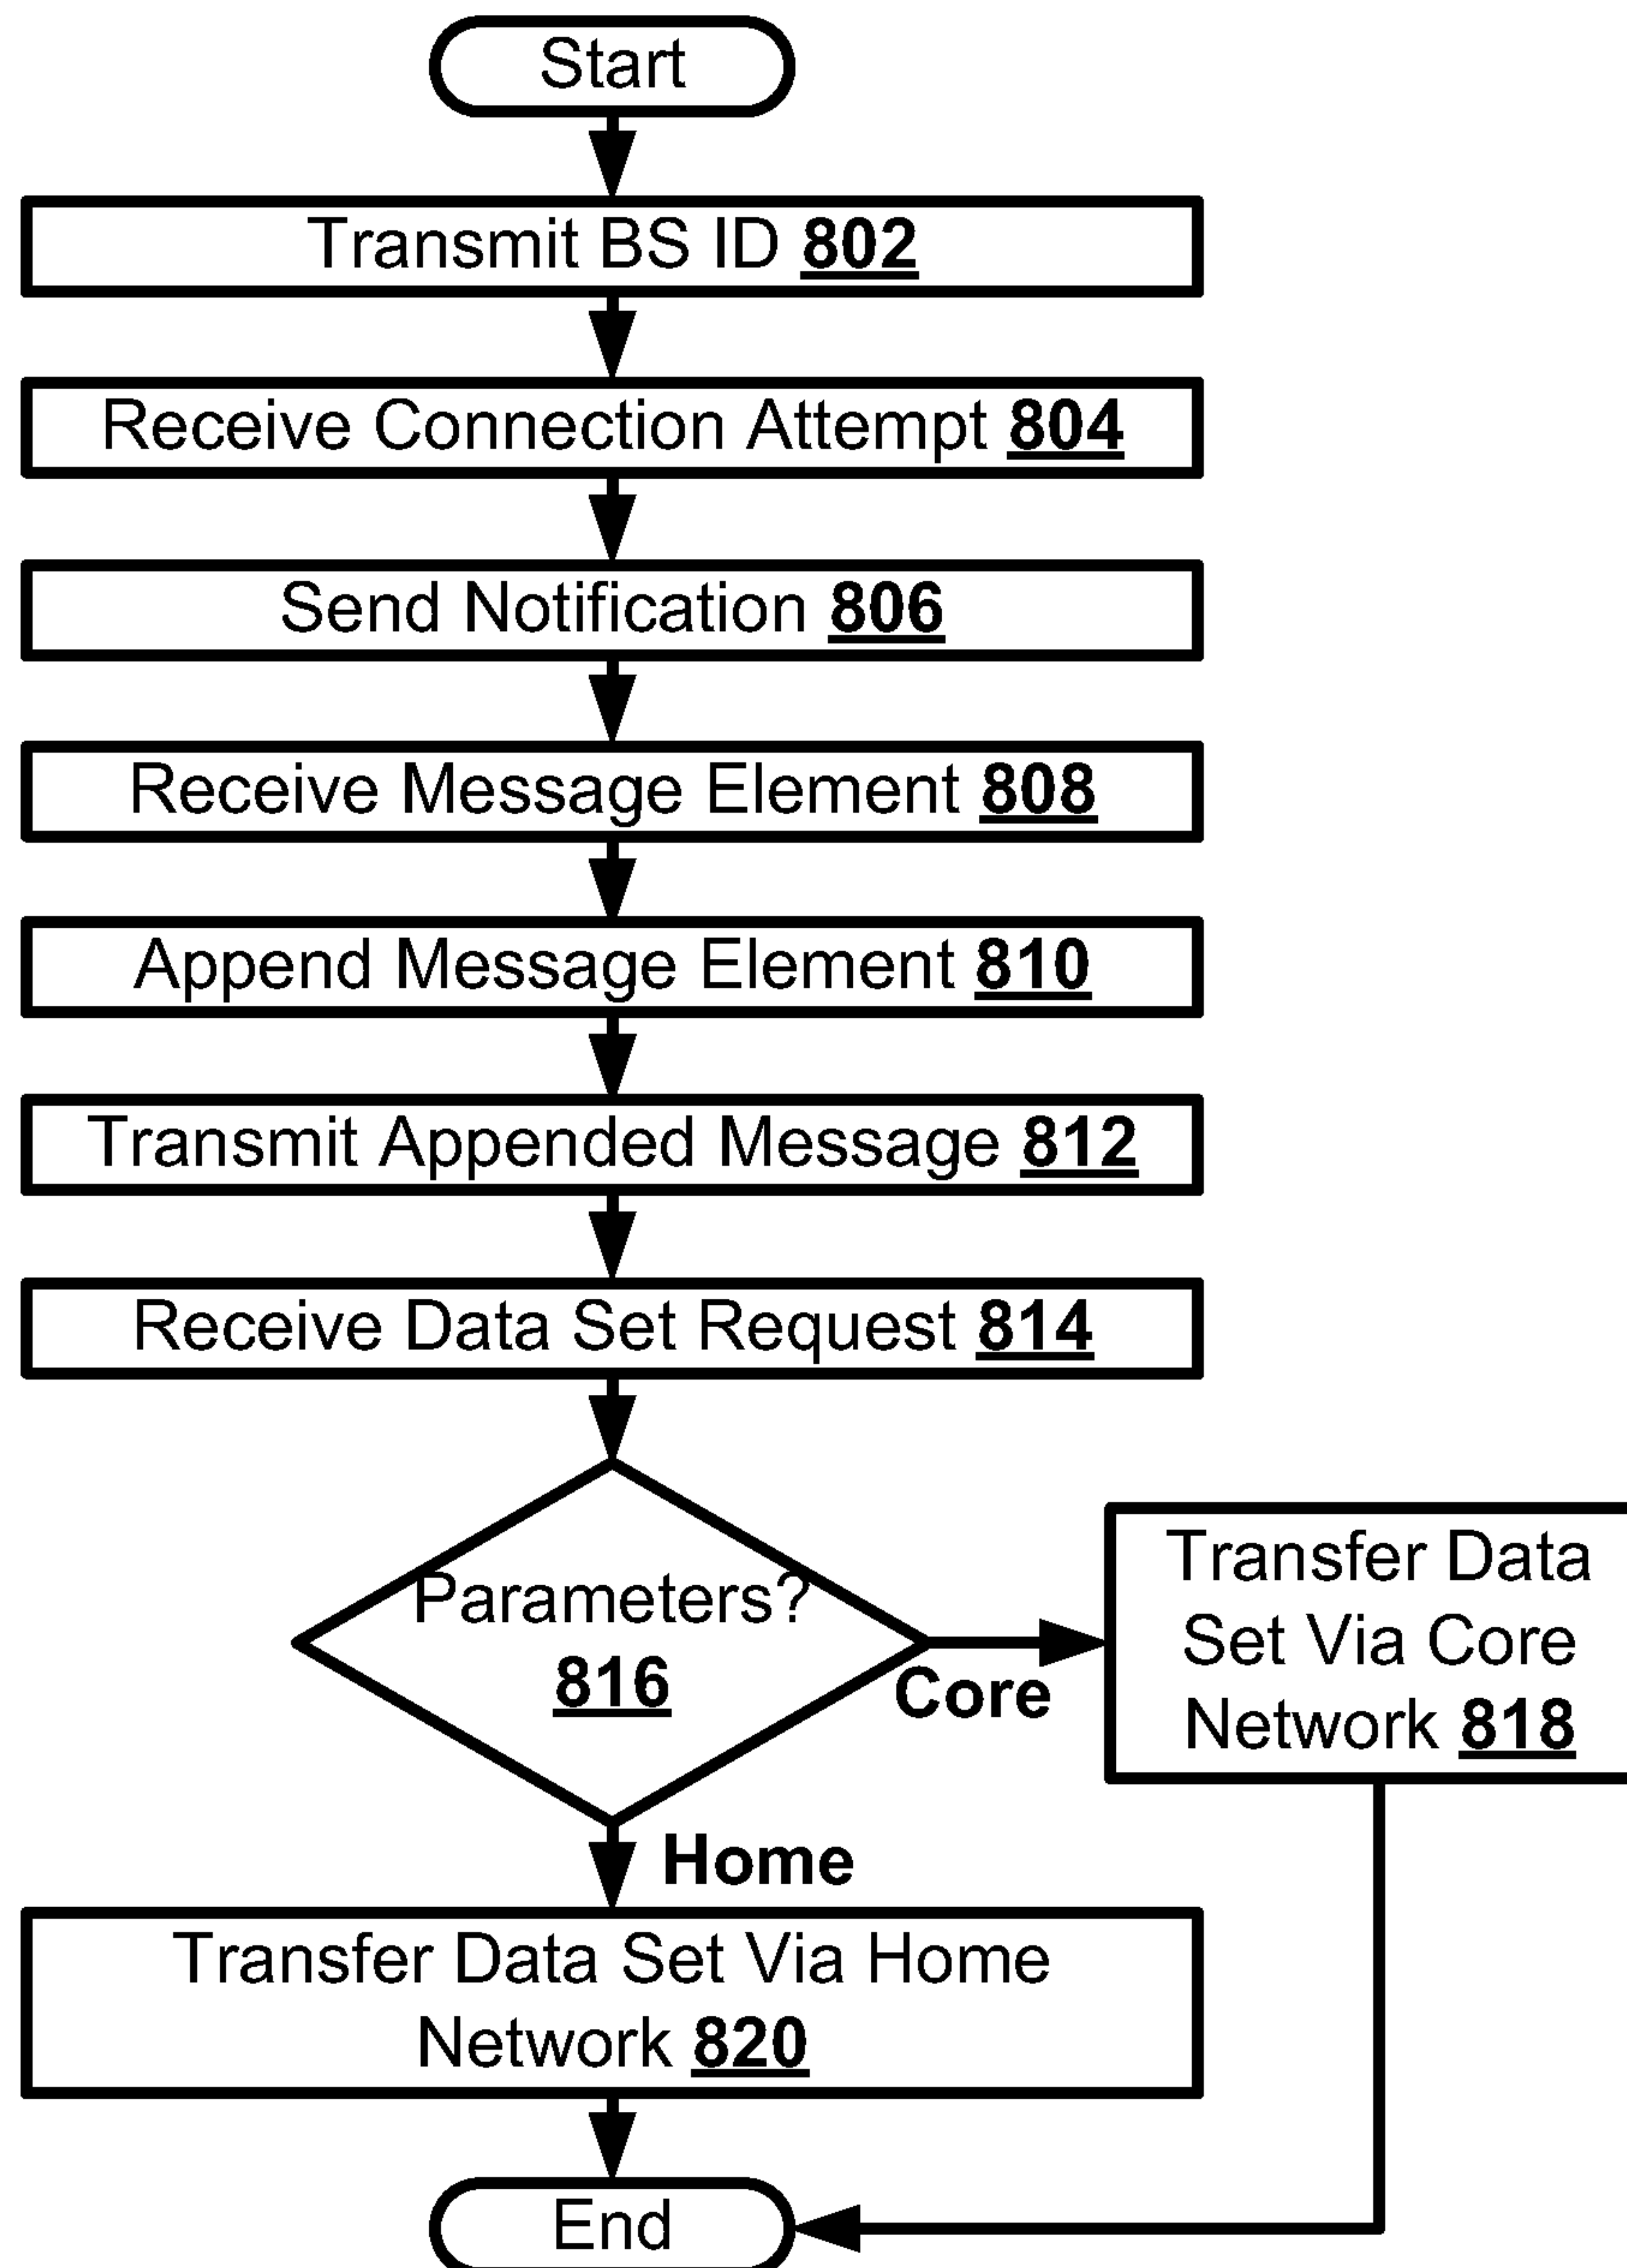 Start
Transmit BS ID 802
Receive Connection Attempt 804
Send Notification 806
Receive Message Element 808
Append Message Element 810
Transmit Appended Message 812
Receive Data Set Request 814
Parameters?
816
Core
Transfer Data
Set Via Core
Network 818
Home
Transfer Data Set Via Home
Network 820
End